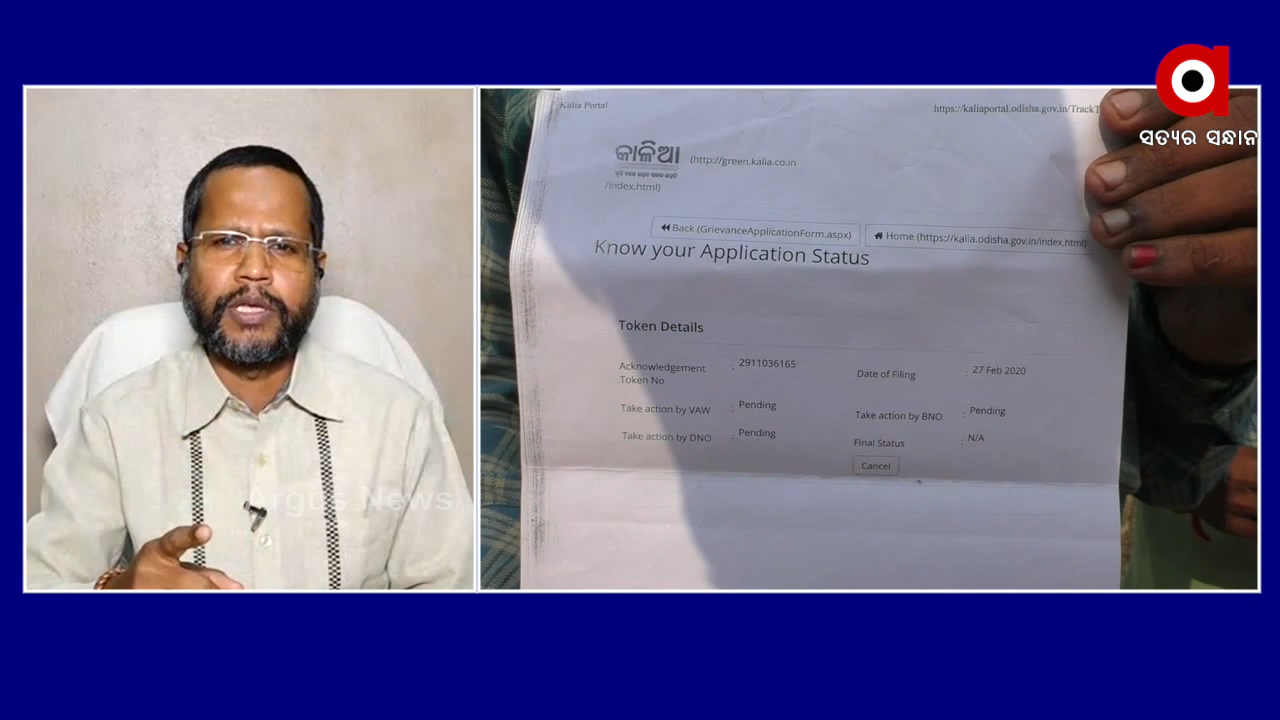 ସତ୍ୟର ସନ୍ଧାନ
Argus News
Kalia Portal
https://kaliaportal.odisha.gov.in/TrackT
କାଳିଆ (http://green.kalia.co.in
/index.html)
Back (GrievanceApplicationForm.aspx)
Home (https://kalia.odisha.gov.in/index.html)
Know your Application Status
Token Details
Acknowledgement Token No : 2911036165
Date of Filing : 27 Feb 2020
Take action by VAW : Pending
Take action by BNO : Pending
Take action by DNO : Pending
Final Status : N/A
Cancel